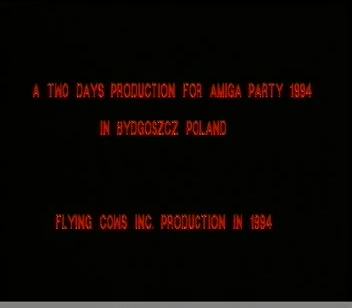 A TWO DAYS PRODUCTION FOR AMIGA PARTY 1994
IN BYDGOSZCZ POLAND
FLYING COWS INC. PRODUCTION IN 1994